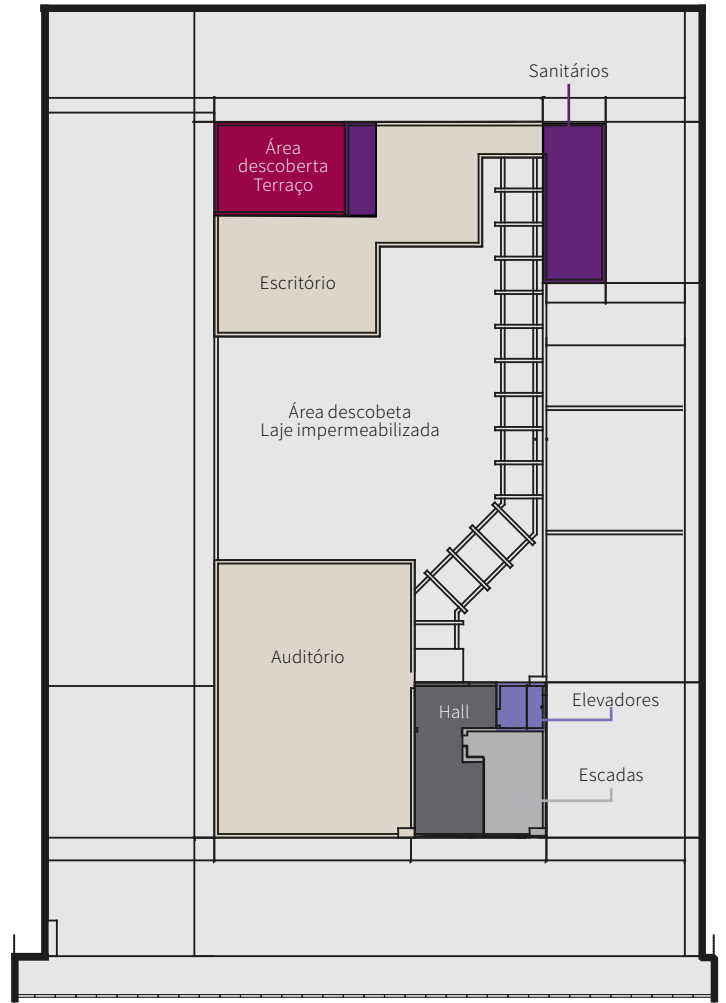 Sanitários
Área
descoberta
Terraço
Escritório
Área descobeta
Laje impermeabilizada
Auditório
Hall
Elevadores
Escadas